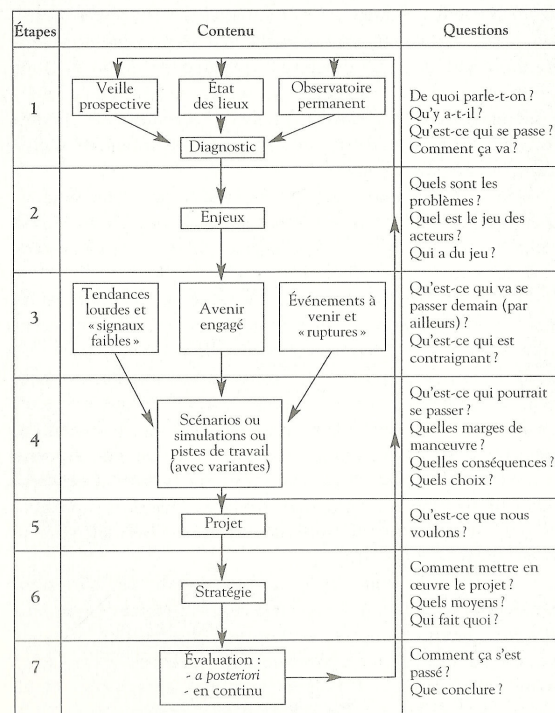 Étapes
Contenu
Questions
1
Veille
prospective
État
des lieux
Observatoire
permanent
Diagnostic
De quoi parle-t-on ?
Qu'y a-t-il ?
Qu'est-ce qui se passe ?
Comment ça va ?
2
Enjeux
Quels sont les
problèmes ?
Quel est le jeu des
acteurs ?
Qui a du jeu ?
3
Tendances
lourdes et
« signaux
faibles »
Avenir
engagé
Événements à
venir et
« ruptures »
Qu'est-ce qui va se
passer demain (par
ailleurs) ?
Qu'est-ce qui est
contraignant ?
4
Scénarios ou
simulations ou
pistes de travail
(avec variantes)
Qu'est-ce qui pourrait
se passer ?
Quelles marges de
manœuvre ?
Quelles conséquences ?
Quels choix ?
5
Projet
Qu'est-ce que nous
voulons ?
6
Stratégie
Comment mettre en
œuvre le projet ?
Quels moyens ?
Qui fait quoi ?
7
Évaluation :
- a posteriori
- en continu
Comment ça s'est
passé ?
Que conclure ?